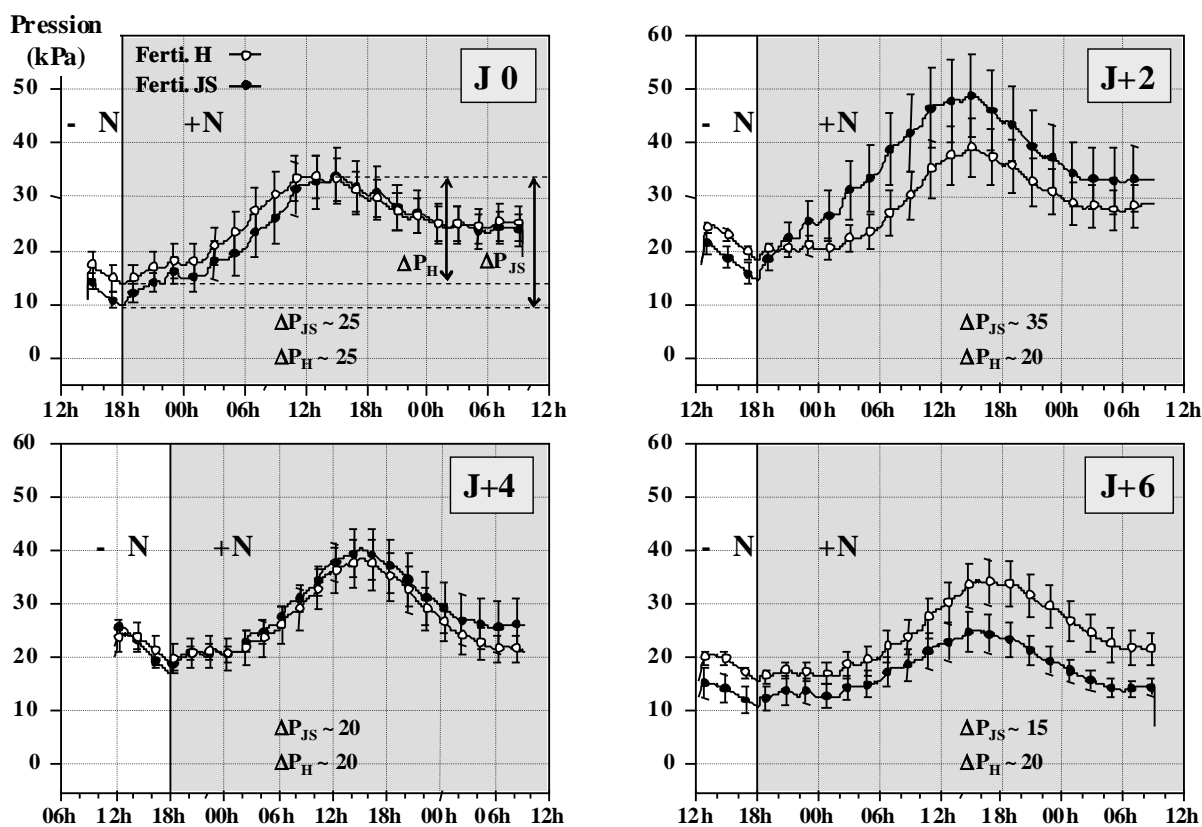 Pression
(kPa)
Ferti. H
Ferti. JS
J 0
- N
+N
50
40
30
20
10
0
ΔP_H
ΔP_JS
ΔP_JS ~ 25
ΔP_H ~ 25
12h 18h 00h 06h 12h 18h 00h 06h 12h
J+2
- N
+N
60
50
40
30
20
10
0
ΔP_JS ~ 35
ΔP_H ~ 20
12h 18h 00h 06h 12h 18h 00h 06h 12h
J+4
- N
+N
60
50
40
30
20
10
0
ΔP_JS ~ 20
ΔP_H ~ 20
06h 12h 18h 00h 06h 12h 18h 00h 06h 12h
J+6
- N
+N
60
50
40
30
20
10
0
ΔP_JS ~ 15
ΔP_H ~ 20
12h 18h 00h 06h 12h 18h 00h 06h 12h